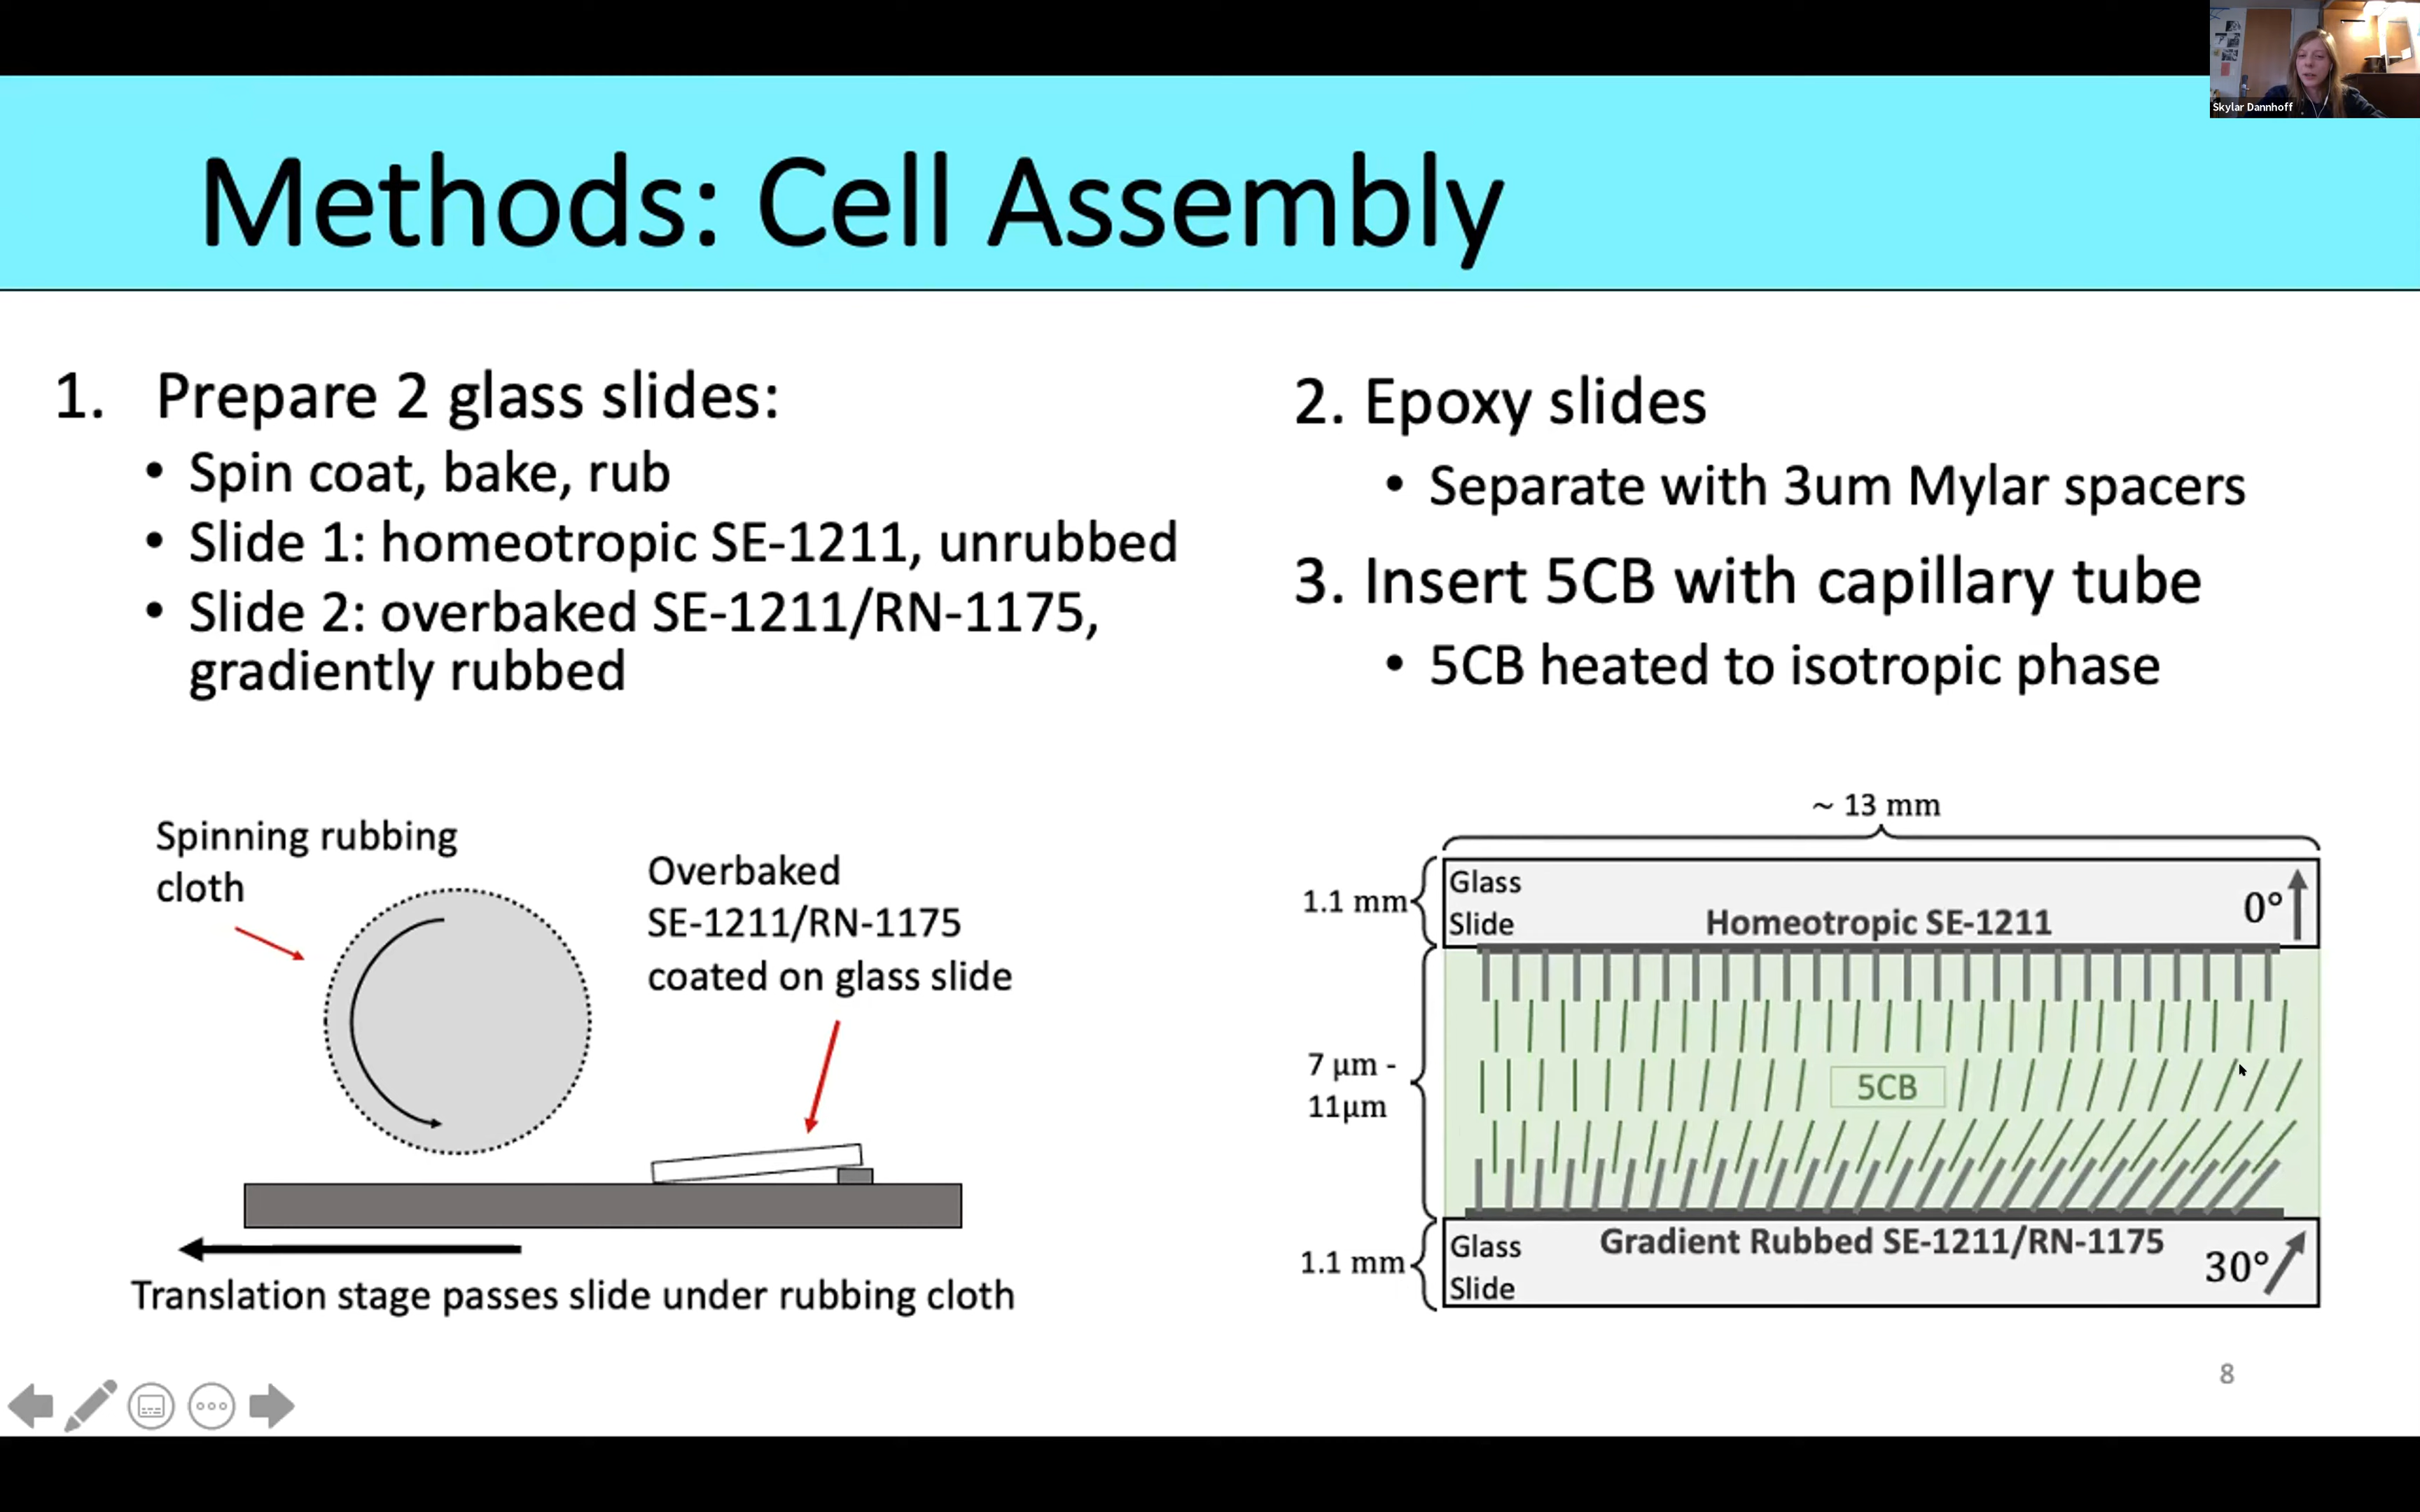 Skylar Dannhoff
Methods: Cell Assembly
1. Prepare 2 glass slides:
• Spin coat, bake, rub
• Slide 1: homeotropic SE-1211, unrubbed
• Slide 2: overbaked SE-1211/RN-1175,
gradiently rubbed
2. Epoxy slides
• Separate with 3um Mylar spacers
3. Insert 5CB with capillary tube
• 5CB heated to isotropic phase
Spinning rubbing
cloth
Overbaked
SE-1211/RN-1175
coated on glass slide
Translation stage passes slide under rubbing cloth
~ 13 mm
1.1 mm
Glass
Slide
Homeotropic SE-1211
0°
7 μm -
11μm
5CB
1.1 mm
Glass
Slide
Gradient Rubbed SE-1211/RN-1175
30°
8